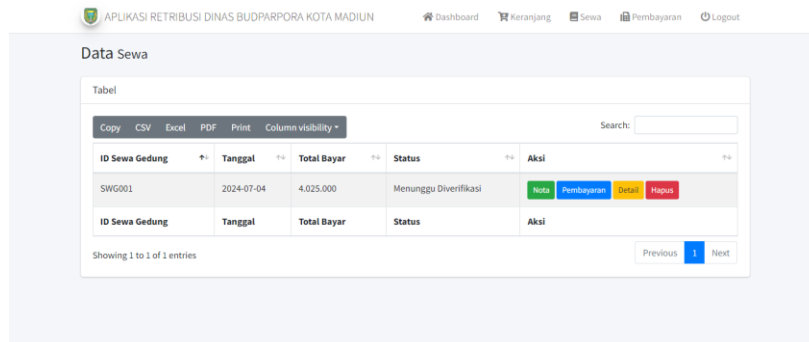 APLIKASI RETRIBUSI DINAS BUDPARPORA KOTA MADIUN Dashboard Keranjang Sewa Pembayaran Logout
Data Sewa
Tabel
Copy CSV Excel PDF Print Column visibility Search:
ID Sewa Gedung Tanggal Total Bayar Status Aksi
SWG001 2024-07-04 4.025.000 Menunggu Diverifikasi Nota Pembayaran Detail Hapus
ID Sewa Gedung Tanggal Total Bayar Status Aksi
Showing 1 to 1 of 1 entries Previous 1 Next